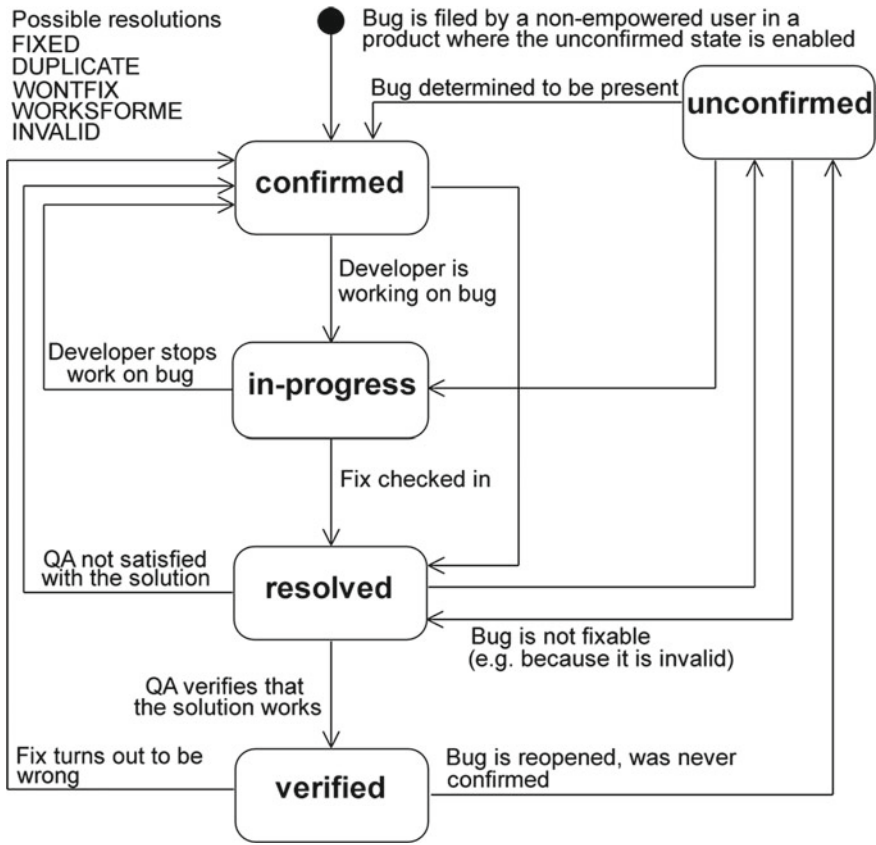 Possible resolutions
FIXED
DUPLICATE
WONTFIX
WORKSFORME
INVALID
Bug is filed by a non-empowered user in a
product where the unconfirmed state is enabled
Bug determined to be present
unconfirmed
confirmed
Developer is
working on bug
Developer stops
work on bug
in-progress
Fix checked in
QA not satisfied
with the solution
resolved
Bug is not fixable
(e.g. because it is invalid)
QA verifies that
the solution works
Fix turns out to be
wrong
verified
Bug is reopened, was never
confirmed